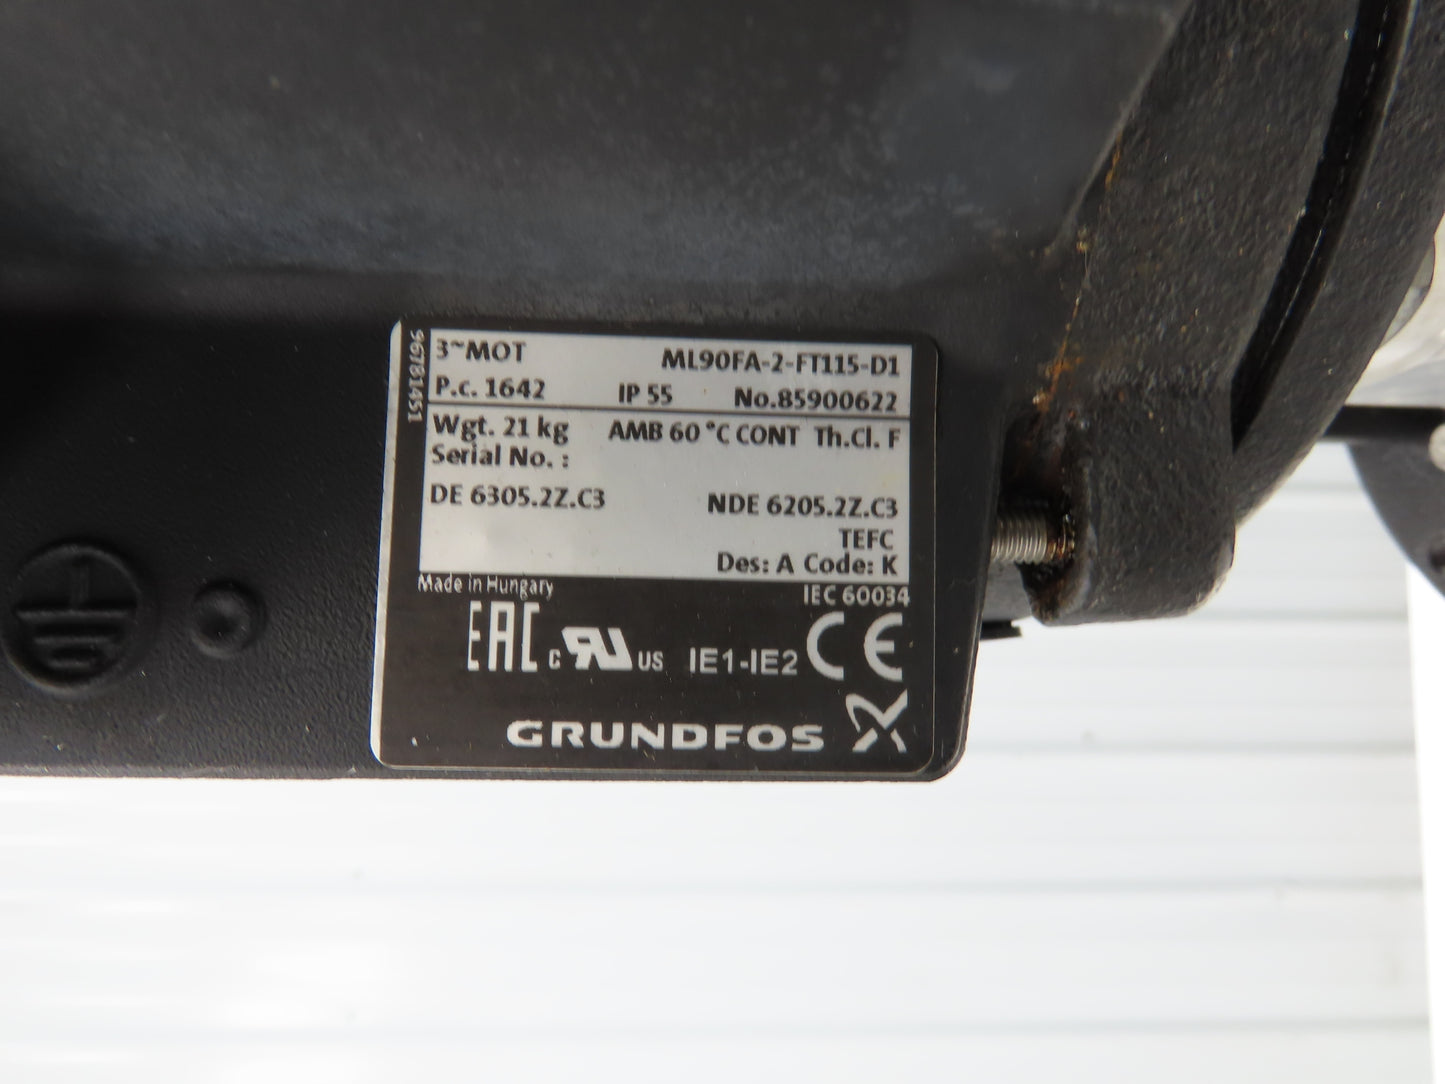 96781651
3~MOT ML90FA-2-FT115-D1
P.c. 1642 IP 55 No.85900622
Wgt. 21 kg AMB 60 °C CONT Th.Cl. F
Serial No. :
DE 6305.2Z.C3 NDE 6205.2Z.C3
TEFC
Des: A Code: K
Made in Hungary IEC 60034
EAC c RU US IE1-IE2 CE
GRUNDFOS X